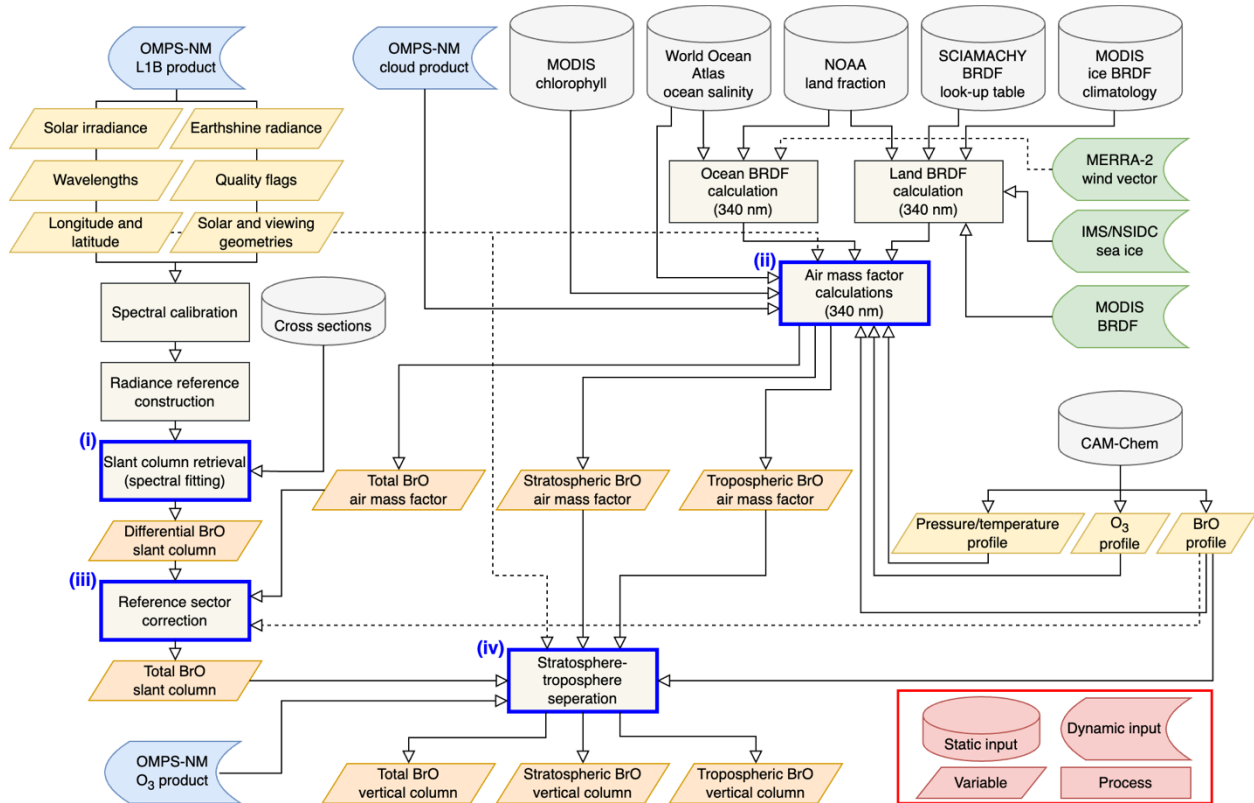 OMPS-NM
L1B product
OMPS-NM
cloud product
MODIS
chlorophyll
World Ocean
Atlas
ocean salinity
NOAA
land fraction
SCIAMACHY
BRDF
look-up table
MODIS
ice BRDF
climatology
Solar irradiance
Earthshine radiance
Wavelengths
Quality flags
Longitude and
latitude
Solar and viewing
geometries
Ocean BRDF
calculation
(340 nm)
Land BRDF
calculation
(340 nm)
MERRA-2
wind vector
IMS/NSIDC
sea ice
MODIS
BRDF
(ii)
Air mass factor
calculations
(340 nm)
Spectral calibration
Cross sections
Radiance reference
construction
(i)
Slant column retrieval
(spectral fitting)
CAM-Chem
Total BrO
air mass factor
Stratospheric BrO
air mass factor
Tropospheric BrO
air mass factor
Pressure/temperature
profile
O3
profile
BrO
profile
Differential BrO
slant column
(iii)
Reference sector
correction
(iv)
Stratosphere-
troposphere
seperation
Total BrO
slant column
OMPS-NM
O3 product
Total BrO
vertical column
Stratospheric BrO
vertical column
Tropospheric BrO
vertical column
Static input
Dynamic input
Variable
Process